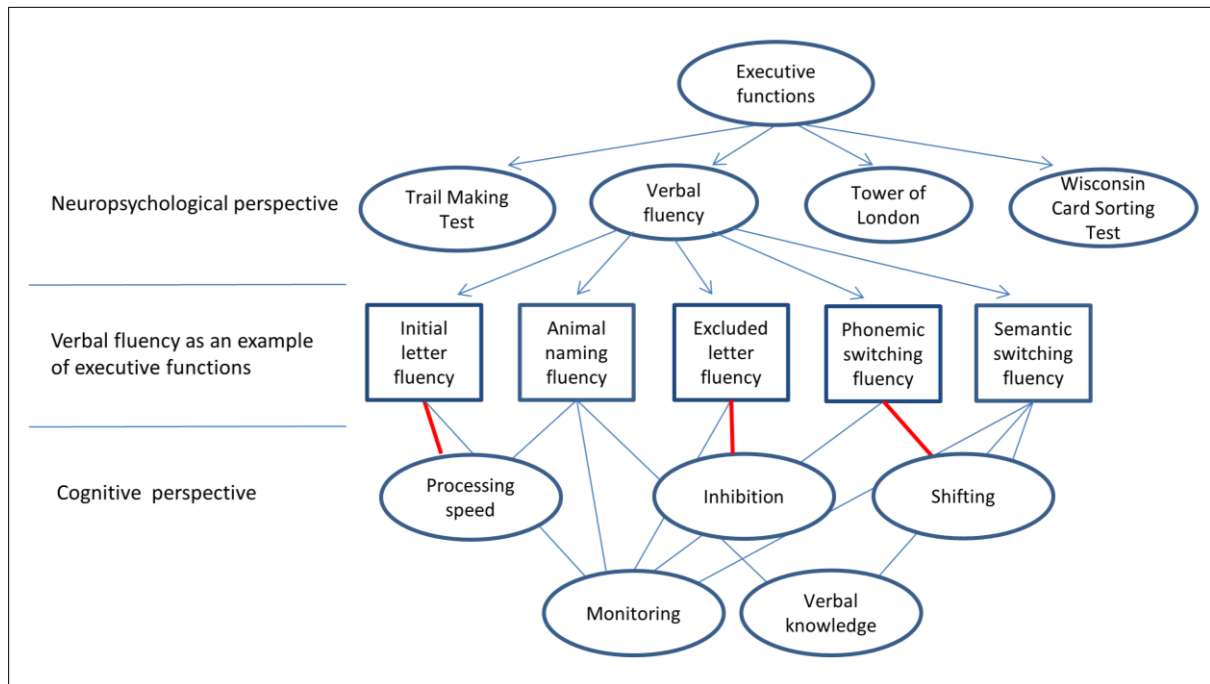 Executive
functions
Neuropsychological perspective
Trail Making
Test
Verbal
fluency
Tower of
London
Wisconsin
Card Sorting
Test
Verbal fluency as an example
of executive functions
Initial
letter
fluency
Animal
naming
fluency
Excluded
letter
fluency
Phonemic
switching
fluency
Semantic
switching
fluency
Cognitive perspective
Processing
speed
Inhibition
Shifting
Monitoring
Verbal
knowledge